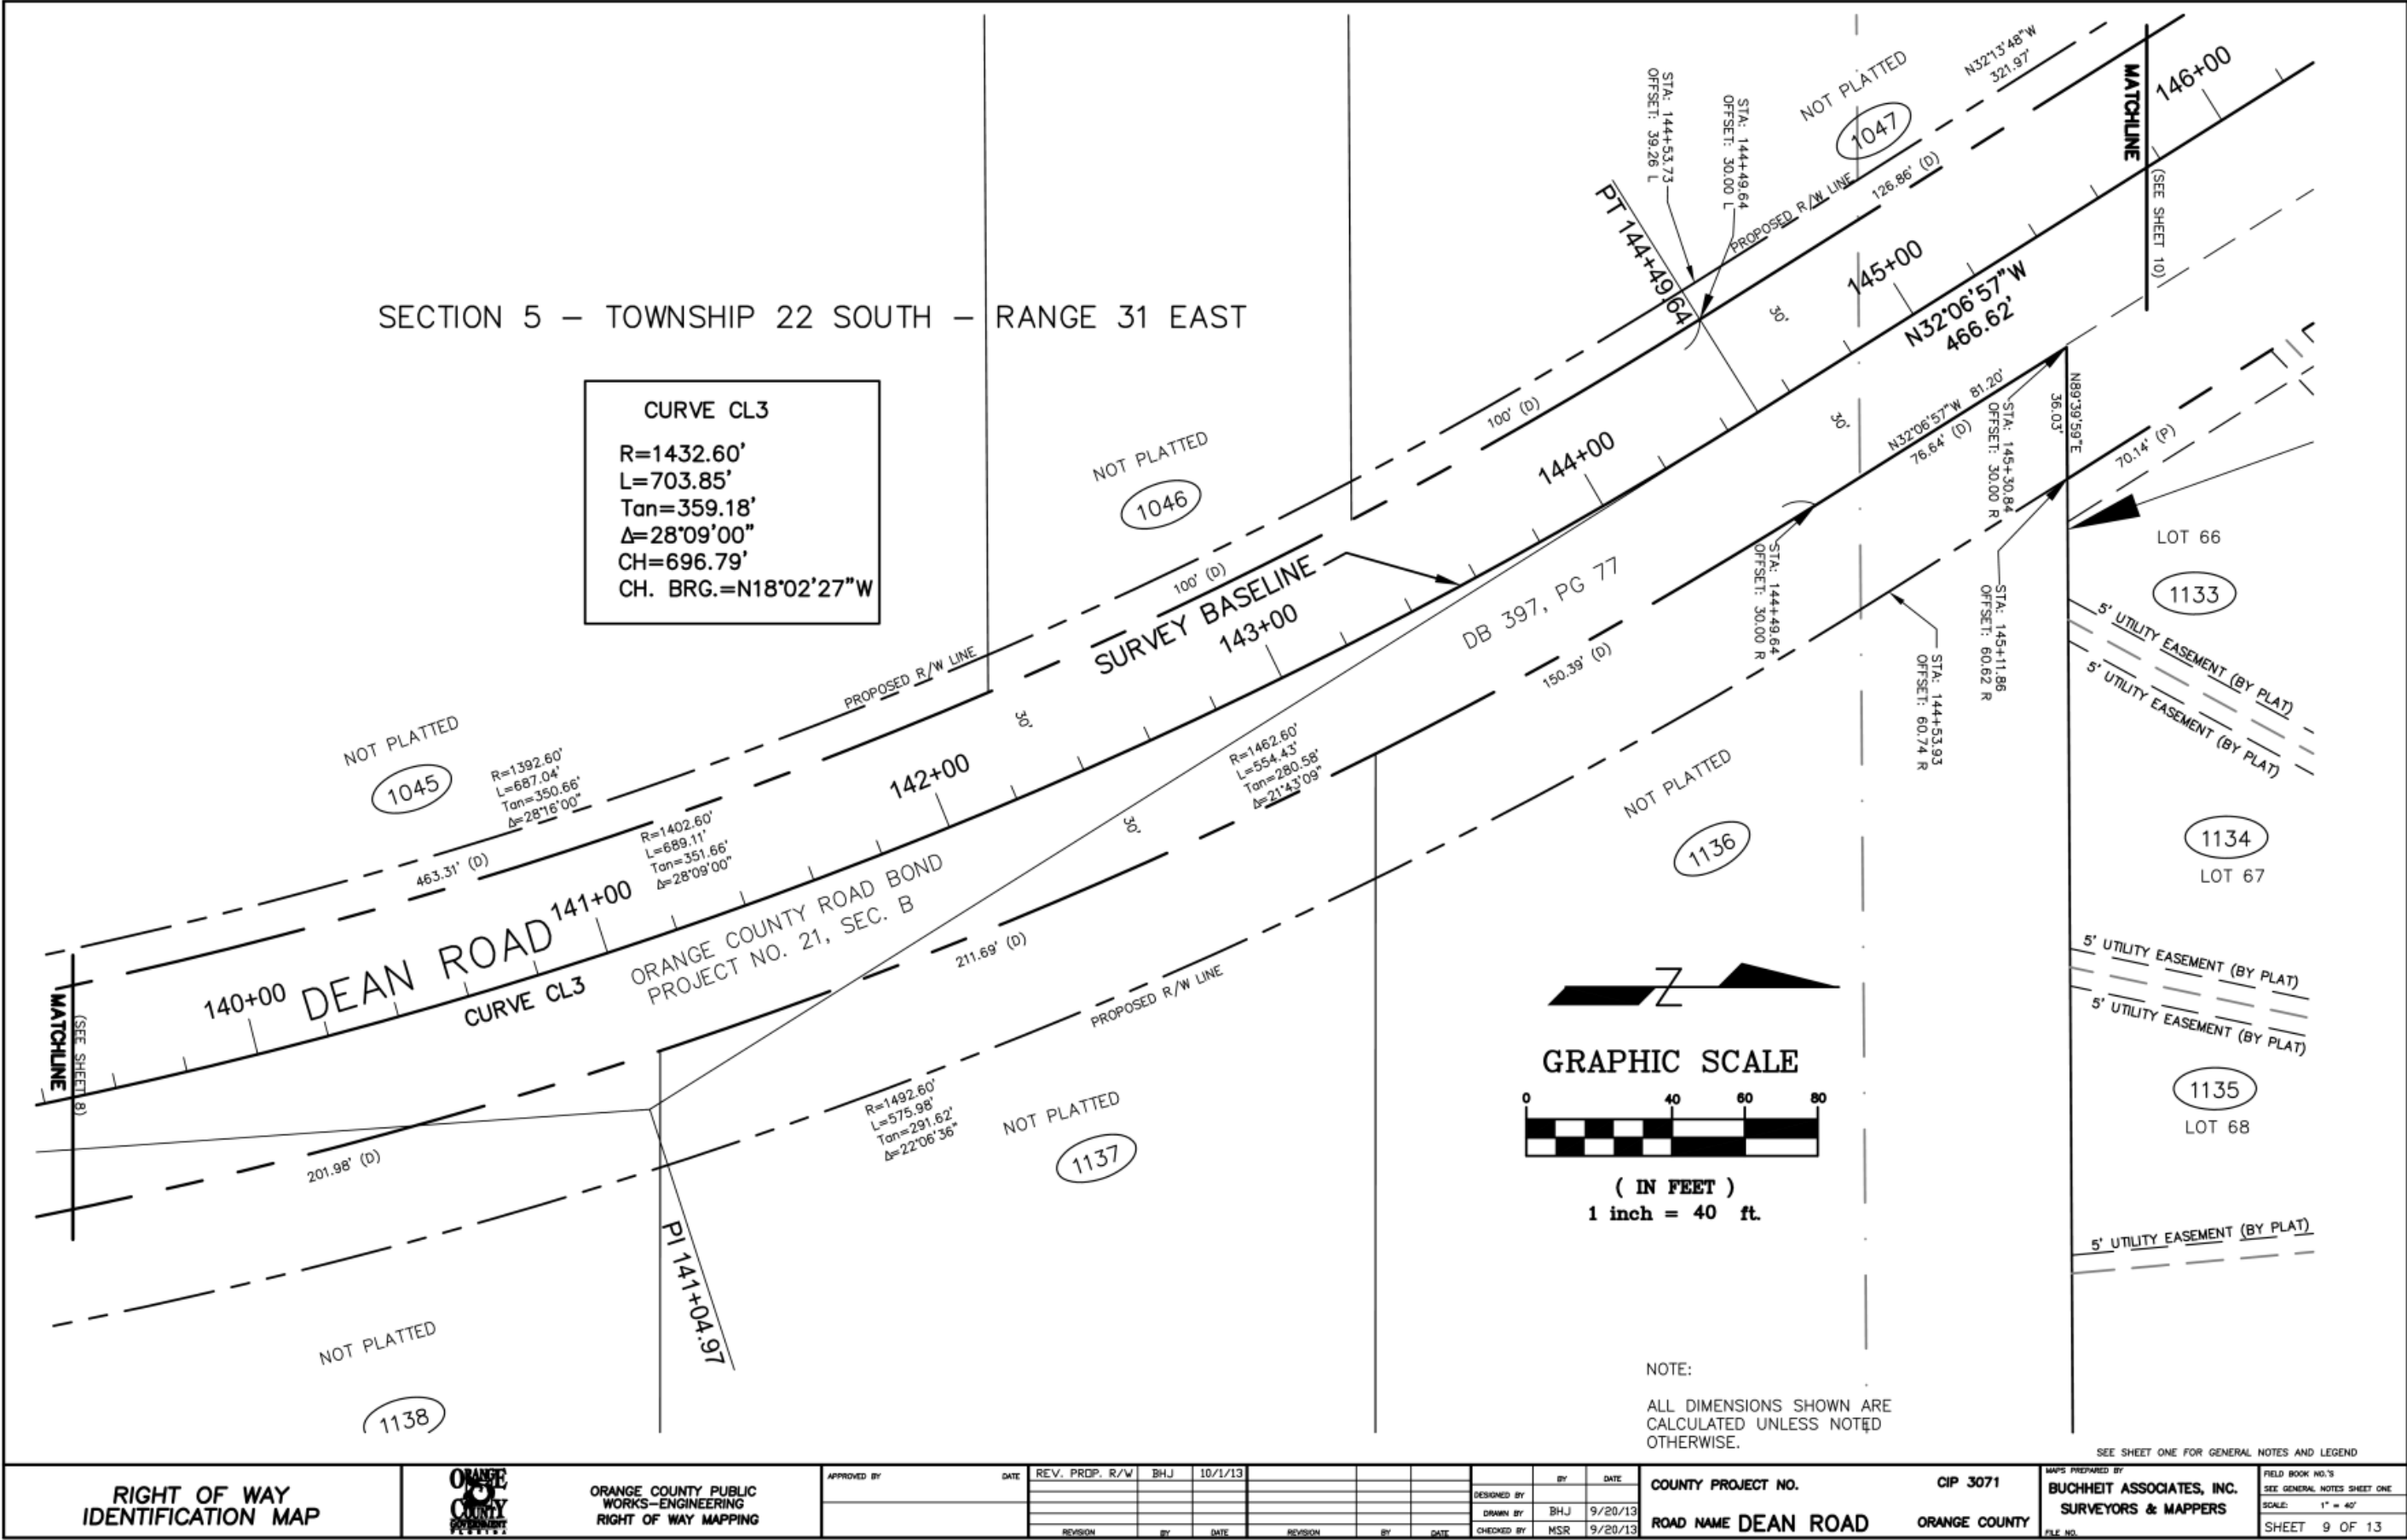 SECTION 5 – TOWNSHIP 22 SOUTH – RANGE 31 EAST
CURVE CL3
R=1432.60'
L=703.85'
Tan=359.18'
Δ=28°09'00"
CH=696.79'
CH. BRG.=N18°02'27"W
NOT PLATTED
1045
R=1392.60'
L=687.04'
Tan=350.66'
Δ=28°16'00"
463.31' (D)
R=1402.60'
L=689.11'
Tan=351.66'
Δ=28°09'00"
PROPOSED R/W LINE
NOT PLATTED
1046
100' (D)
100' (D)
SURVEY BASELINE
STA: 144+53.73
OFFSET: 39.26 L
STA: 144+49.64
OFFSET: 30.00 L
PT 144+49.64
PROPOSED R/W LINE
126.86' (D)
NOT PLATTED
1047
N32°13'48"W
321.97'
MATCHLINE
(SEE SHEET 10)
146+00
145+00
N32°06'57"W
466.62'
30'
30'
144+00
143+00
142+00
141+00
140+00
DEAN ROAD
CURVE CL3
MATCHLINE
(SEE SHEET 8)
ORANGE COUNTY ROAD BOND
PROJECT NO. 21, SEC. B
DB 397, PG 77
30'
30'
R=1462.60'
L=554.43'
Tan=280.58'
Δ=21°43'09"
150.39' (D)
211.69' (D)
201.98' (D)
PROPOSED R/W LINE
R=1492.60'
L=575.98'
Tan=291.62'
Δ=22°06'36"
PI 141+04.97
NOT PLATTED
1138
NOT PLATTED
1137
NOT PLATTED
1136
N32°06'57"W 81.20'
76.64' (D)
STA: 145+30.84
OFFSET: 30.00 R
N89°39'59"E
36.03'
70.14' (P)
STA: 144+49.64
OFFSET: 30.00 R
STA: 144+53.93
OFFSET: 60.74 R
STA: 145+11.86
OFFSET: 60.62 R
LOT 66
1133
5' UTILITY EASEMENT (BY PLAT)
5' UTILITY EASEMENT (BY PLAT)
1134
LOT 67
5' UTILITY EASEMENT (BY PLAT)
5' UTILITY EASEMENT (BY PLAT)
1135
LOT 68
5' UTILITY EASEMENT (BY PLAT)
Z
GRAPHIC SCALE
0 40 60 80
( IN FEET )
1 inch = 40 ft.
NOTE:
ALL DIMENSIONS SHOWN ARE
CALCULATED UNLESS NOTED
OTHERWISE.
SEE SHEET ONE FOR GENERAL NOTES AND LEGEND
RIGHT OF WAY
IDENTIFICATION MAP
ORANGE
COUNTY
GOVERNMENT
FLORIDA
ORANGE COUNTY PUBLIC
WORKS–ENGINEERING
RIGHT OF WAY MAPPING
APPROVED BY DATE
REV. PROP. R/W BHJ 10/1/13
REVISION BY DATE REVISION BY DATE
BY DATE
DESIGNED BY
DRAWN BY BHJ 9/20/13
CHECKED BY MSR 9/20/13
COUNTY PROJECT NO. CIP 3071
ROAD NAME DEAN ROAD ORANGE COUNTY
MAPS PREPARED BY
BUCHHEIT ASSOCIATES, INC.
SURVEYORS & MAPPERS
FILE NO.
FIELD BOOK NO.'S
SEE GENERAL NOTES SHEET ONE
SCALE: 1" = 40'
SHEET 9 OF 13